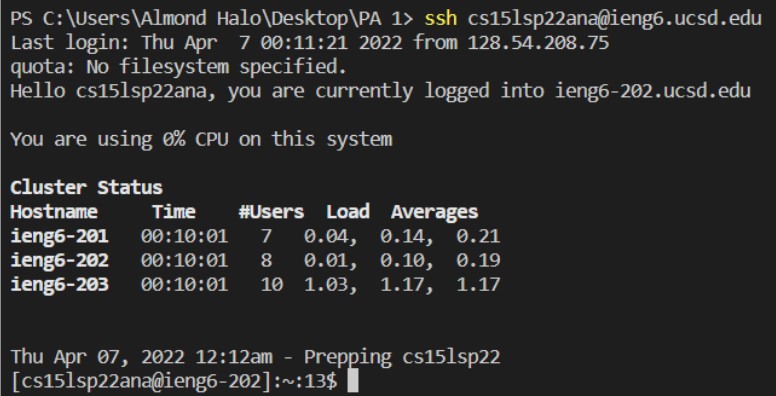 PS C:\Users\Almond Halo\Desktop\PA 1> ssh cs15lsp22ana@ieng6.ucsd.edu
Last login: Thu Apr  7 00:11:21 2022 from 128.54.208.75
quota: No filesystem specified.
Hello cs15lsp22ana, you are currently logged into ieng6-202.ucsd.edu
You are using 0% CPU on this system
Cluster Status
Hostname     Time    #Users  Load  Averages
ieng6-201   00:10:01   7   0.04,  0.14,  0.21
ieng6-202   00:10:01   8   0.01,  0.10,  0.19
ieng6-203   00:10:01   10  1.03,  1.17,  1.17
Thu Apr 07, 2022 12:12am - Prepping cs15lsp22
[cs15lsp22ana@ieng6-202]:~:13$